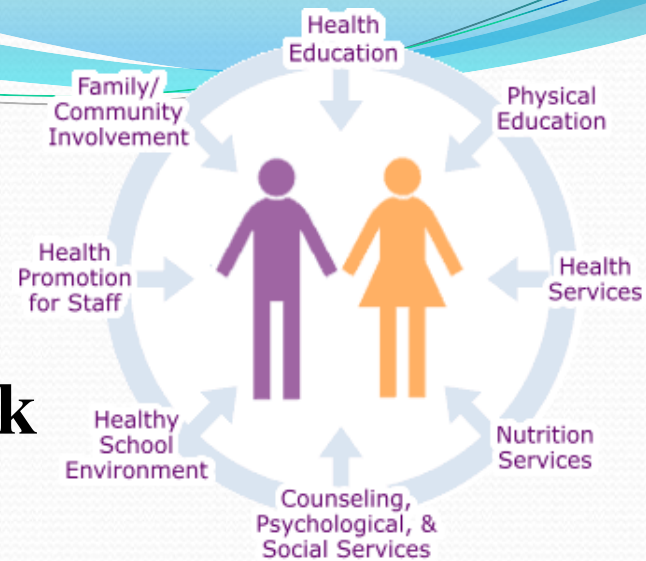 Health
Education
Physical
Education
Health
Services
Nutrition
Services
Counseling,
Psychological, &
Social Services
Healthy
School
Environment
Health
Promotion
for Staff
Family/
Community
Involvement
k